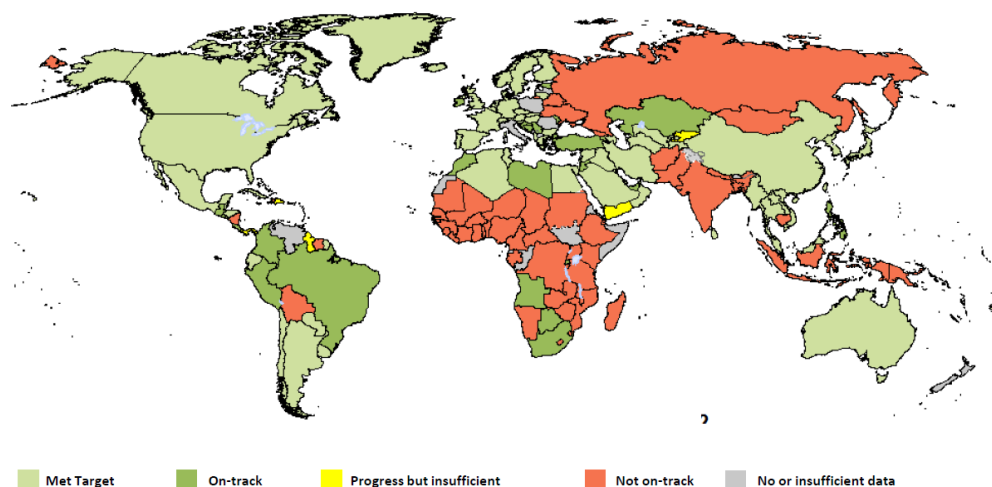 ?
Met Target
On-track
Progress but insufficient
Not on-track
No or insufficient data